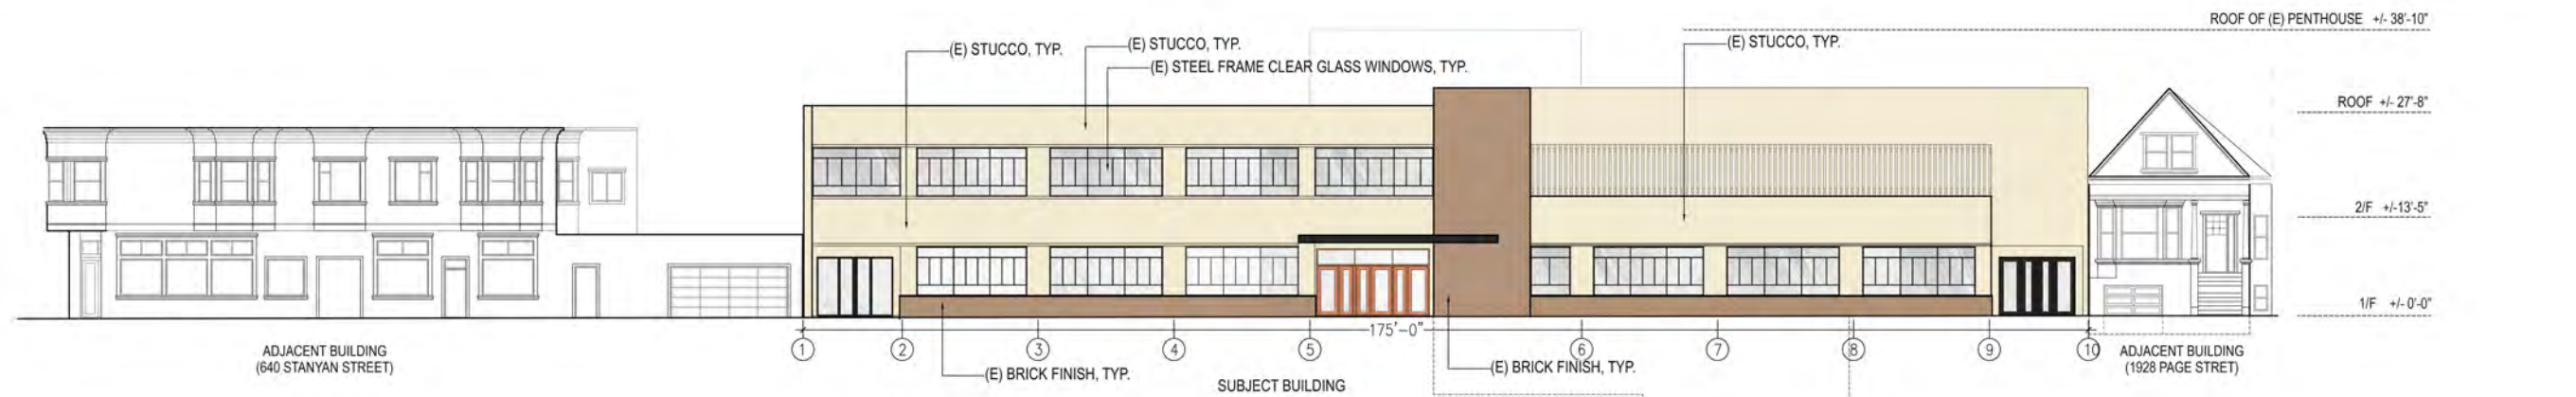 ROOF OF (E) PENTHOUSE +/- 38'-10"
(E) STUCCO, TYP.
(E) STUCCO, TYP.
(E) STUCCO, TYP.
(E) STEEL FRAME CLEAR GLASS WINDOWS, TYP.
ROOF +/- 27'-8"
2/F +/-13'-5"
1/F +/- 0'-0"
175'-0"
1 2 3 4 5 6 7 8 9 10
ADJACENT BUILDING
(640 STANYAN STREET)
(E) BRICK FINISH, TYP.
SUBJECT BUILDING
(E) BRICK FINISH, TYP.
ADJACENT BUILDING
(1928 PAGE STRET)